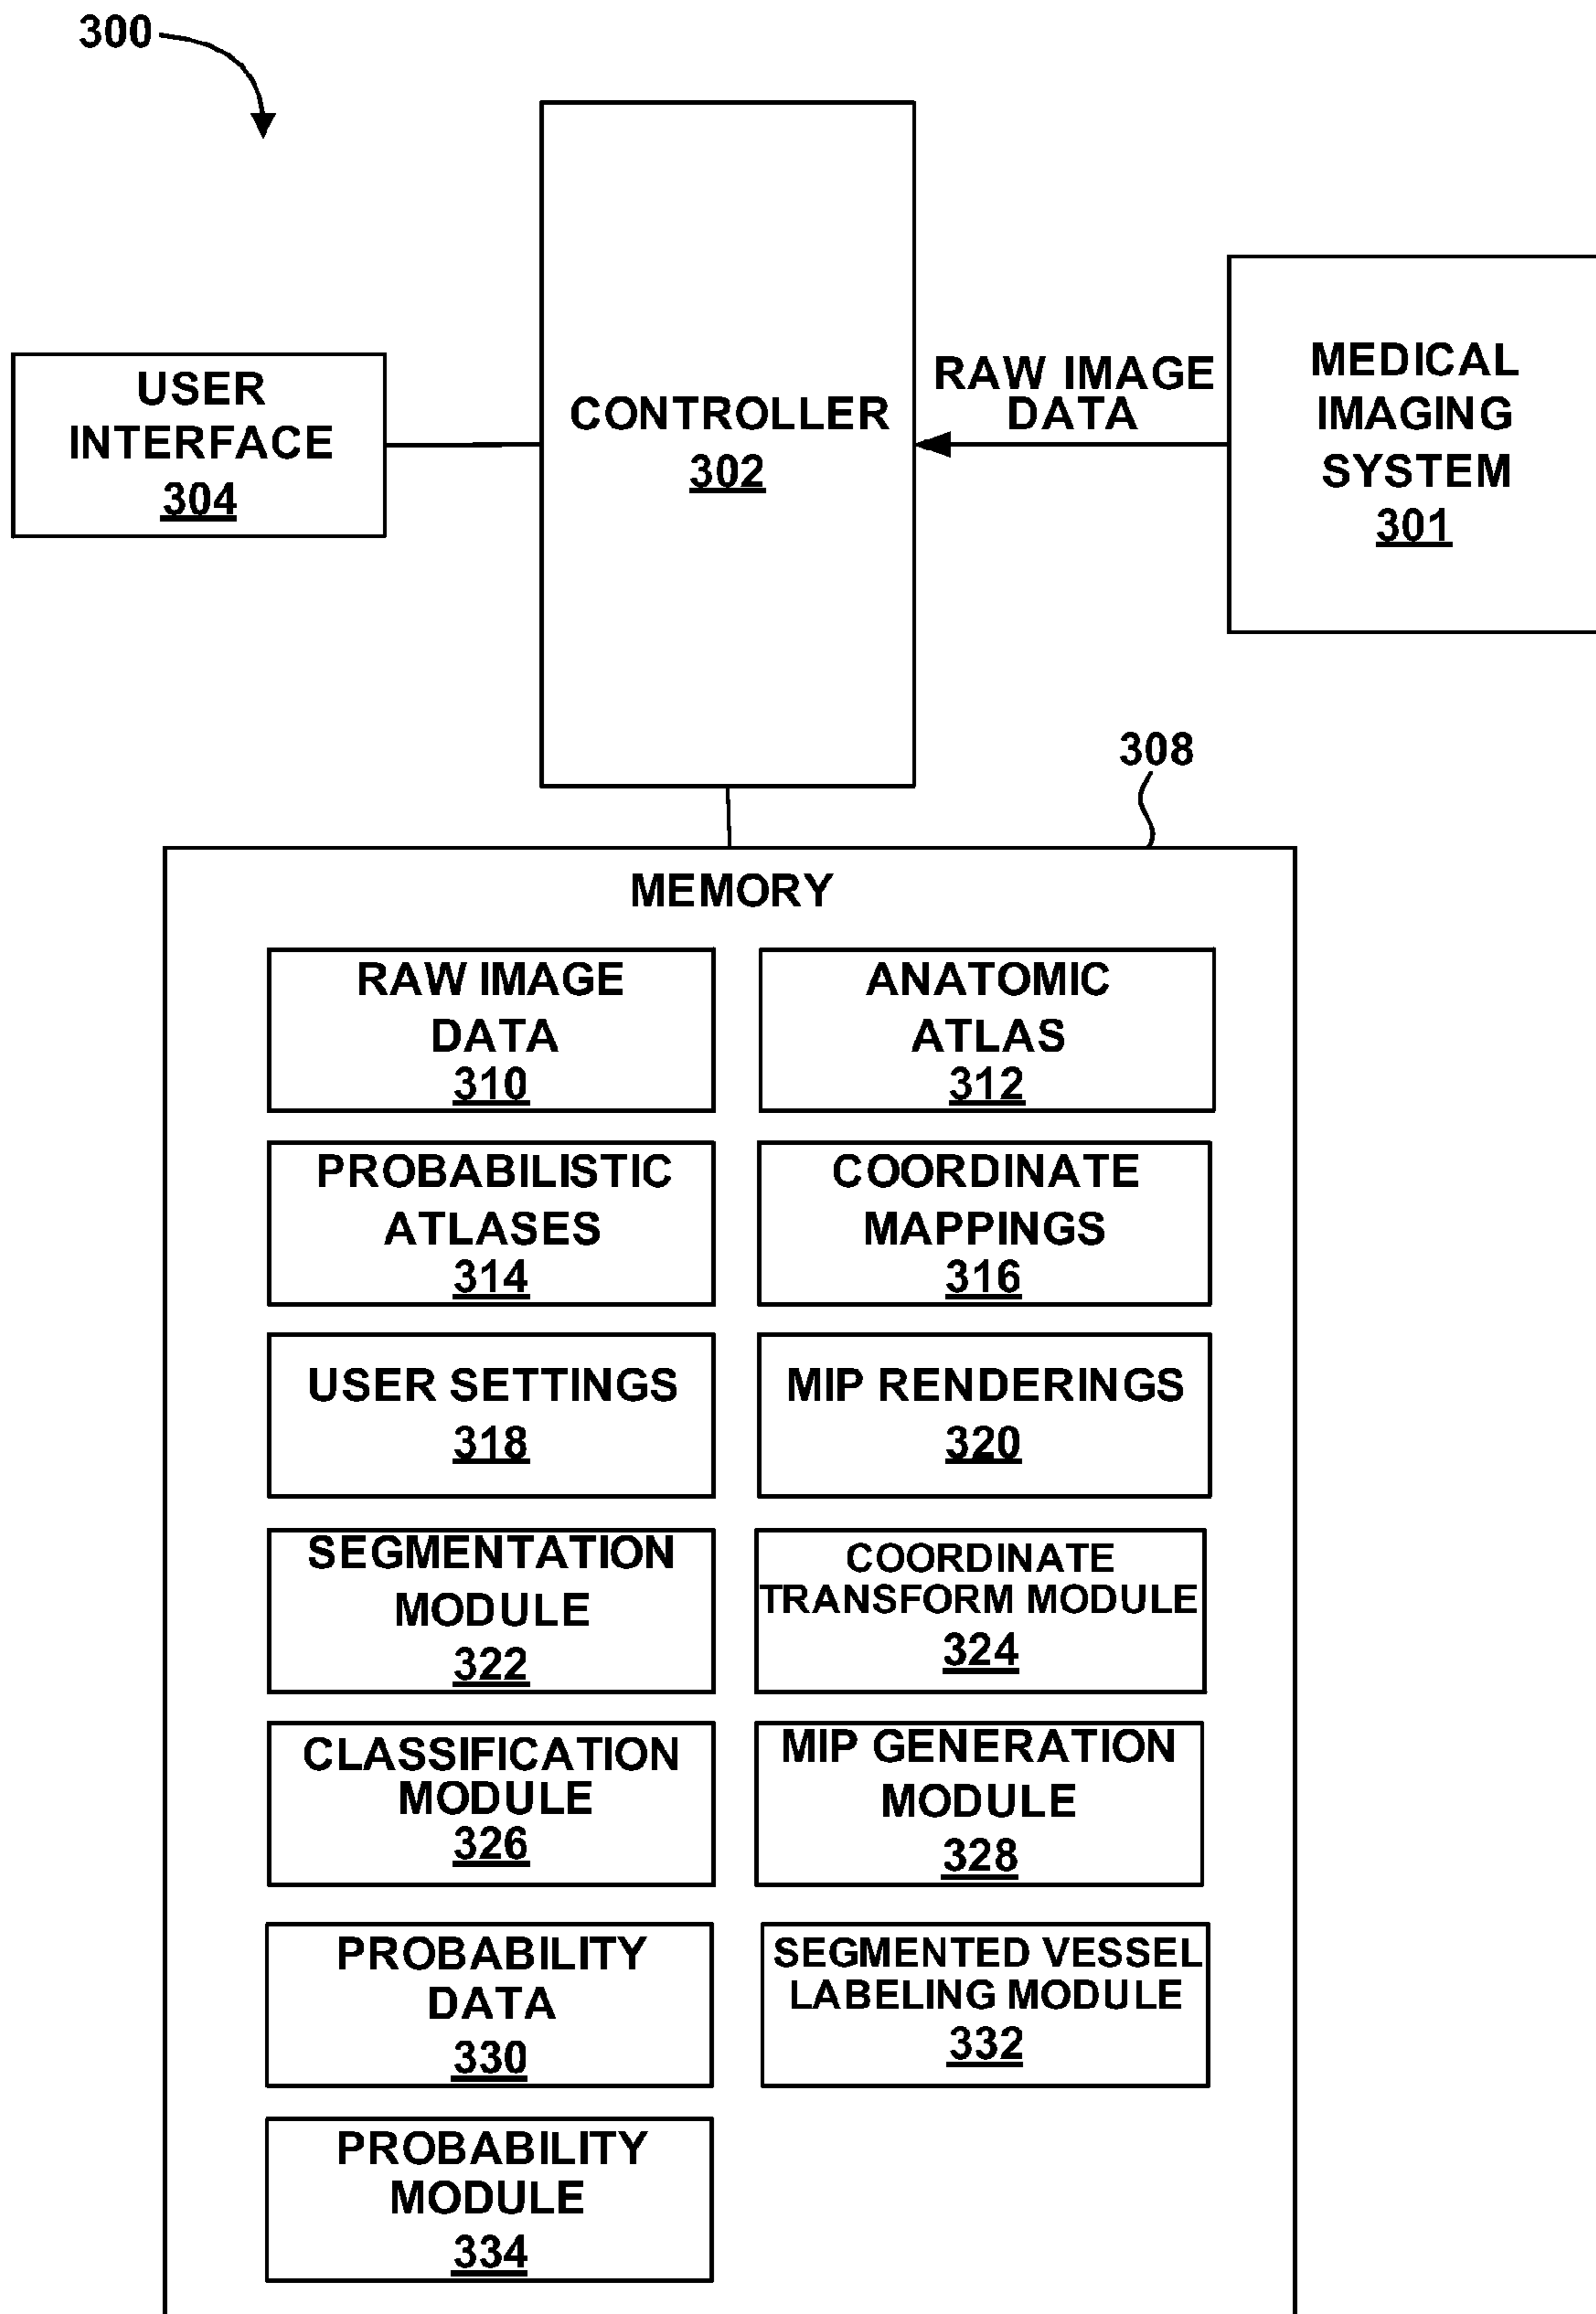 300
CONTROLLER
302
USER
INTERFACE
304
RAW IMAGE
DATA
MEDICAL
IMAGING
SYSTEM
301
308
MEMORY
RAW IMAGE
DATA
310
ANATOMIC
ATLAS
312
PROBABILISTIC
ATLASES
314
COORDINATE
MAPPINGS
316
USER SETTINGS
318
MIP RENDERINGS
320
SEGMENTATION
MODULE
322
COORDINATE
TRANSFORM MODULE
324
CLASSIFICATION
MODULE
326
MIP GENERATION
MODULE
328
PROBABILITY
DATA
330
SEGMENTED VESSEL
LABELING MODULE
332
PROBABILITY
MODULE
334